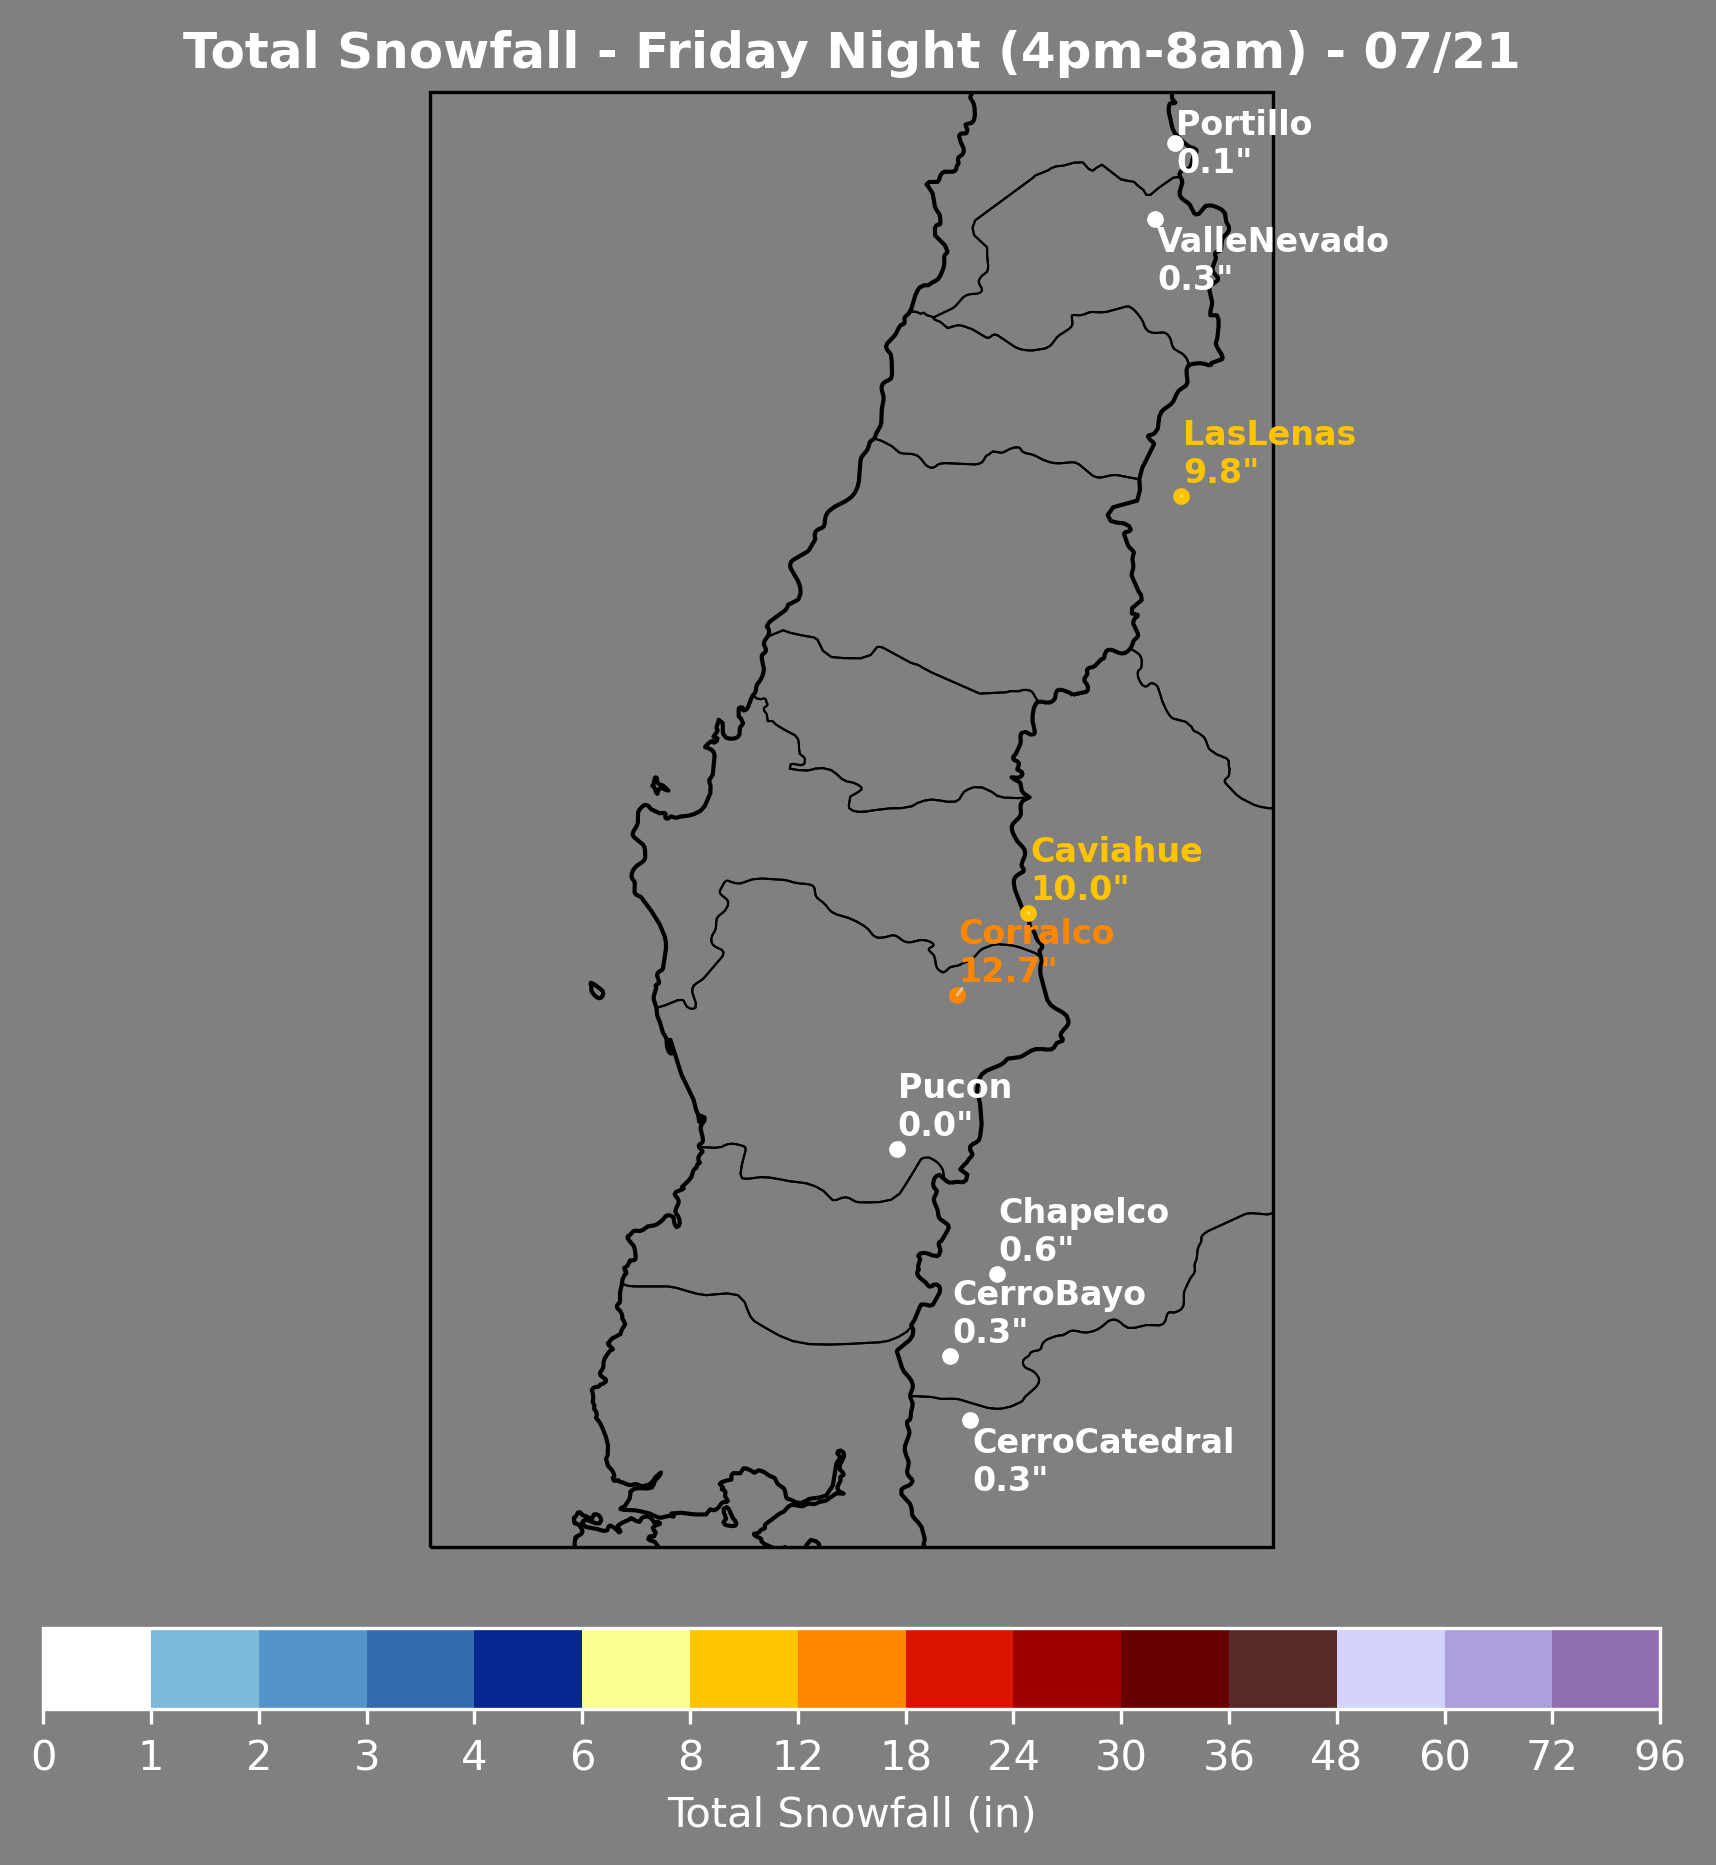 Total Snowfall - Friday Night (4pm-8am) - 07/21
Portillo
0.1"
ValleNevado
0.3"
LasLenas
9.8"
Caviahue
10.0"
Corralco
12.7"
Pucon
0.0"
Chapelco
0.6"
CerroBayo
0.3"
CerroCatedral
0.3"
0 1 2 3 4 6 8 12 18 24 30 36 48 60 72 96
Total Snowfall (in)